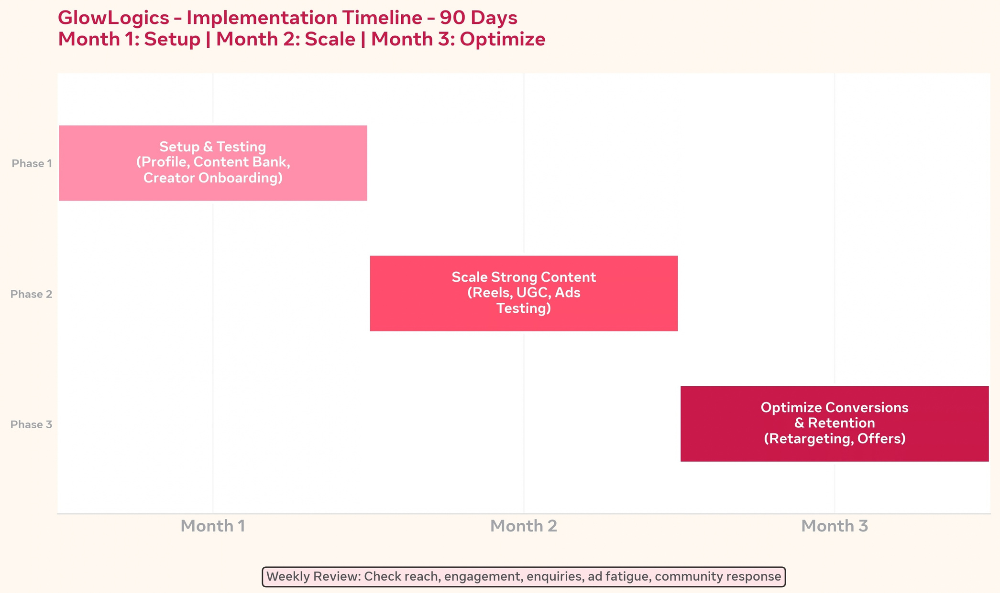 GlowLogics - Implementation Timeline - 90 Days
Month 1: Setup | Month 2: Scale | Month 3: Optimize
Phase 1
Setup & Testing
(Profile, Content Bank,
Creator Onboarding)
Phase 2
Scale Strong Content
(Reels, UGC, Ads
Testing)
Phase 3
Optimize Conversions
& Retention
(Retargeting, Offers)
Month 1
Month 2
Month 3
Weekly Review: Check reach, engagement, enquiries, ad fatigue, community response